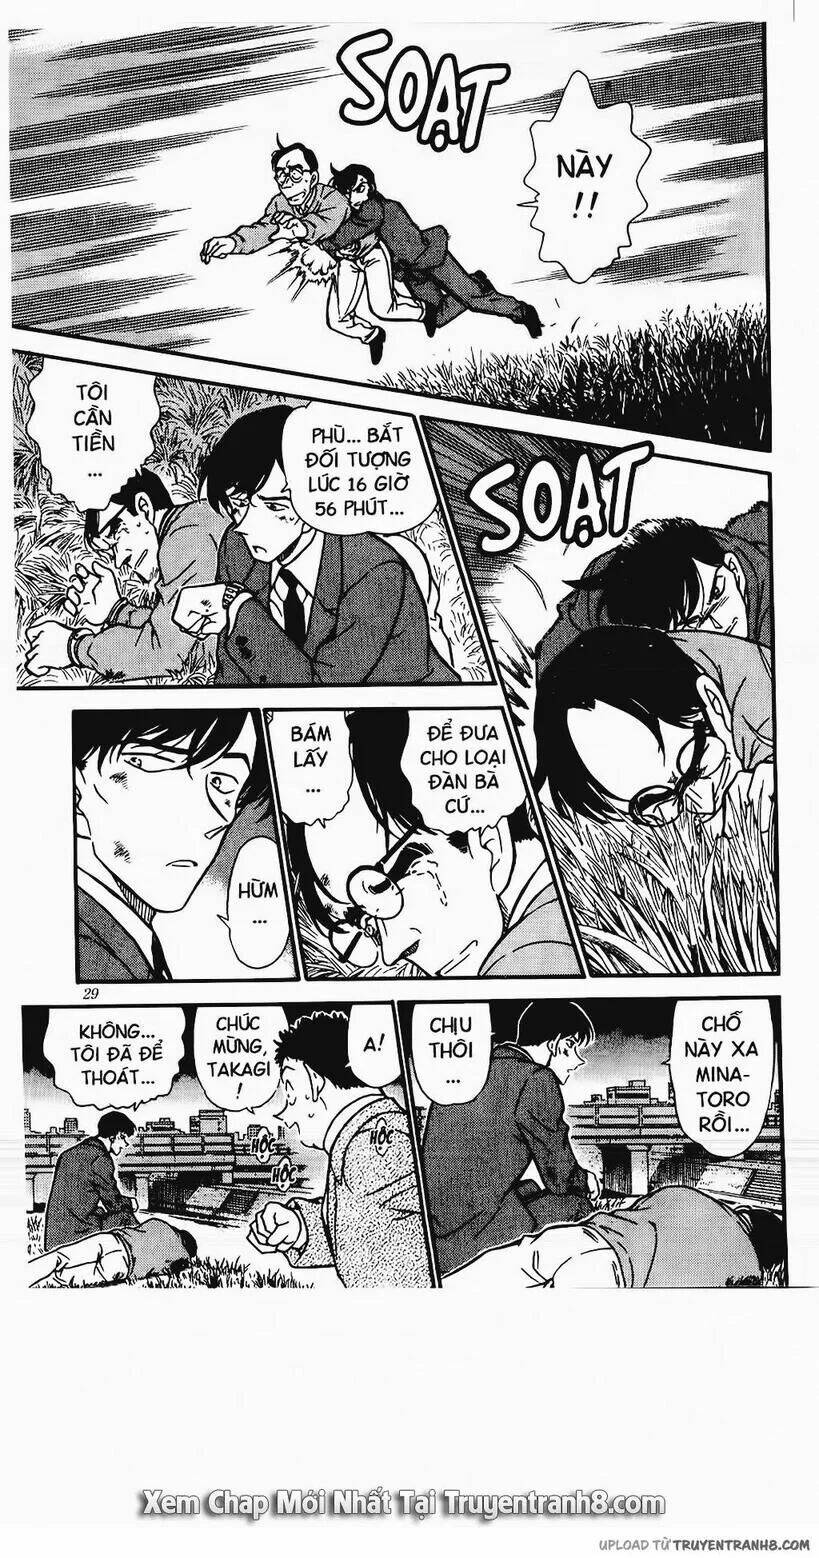 SOẠT
NÀY
!!
TÔI
CẦN
TIỀN
...
PHÙ... BẮT
ĐỐI TƯỢNG
LÚC 16 GIỜ
56 PHÚT...
SOẠT
ĐỂ ĐƯA
CHO LOẠI
ĐÀN BÀ
CỨ...
BÁM
LẤY
...
HỪM
...
29
CHỖ
NÀY XA
MINA-
TORO
RỒI...
CHỊU
THÔI
...
A!
CHÚC
MỪNG,
TAKAGI
!
KHÔNG...
TÔI ĐÃ ĐỂ
THOÁT...
HỘC
HỘC
HỘC
Xem Chap Mới Nhất Tại Truyentranh8.com
UPLOAD TỪ TRUYENTRANH8.COM